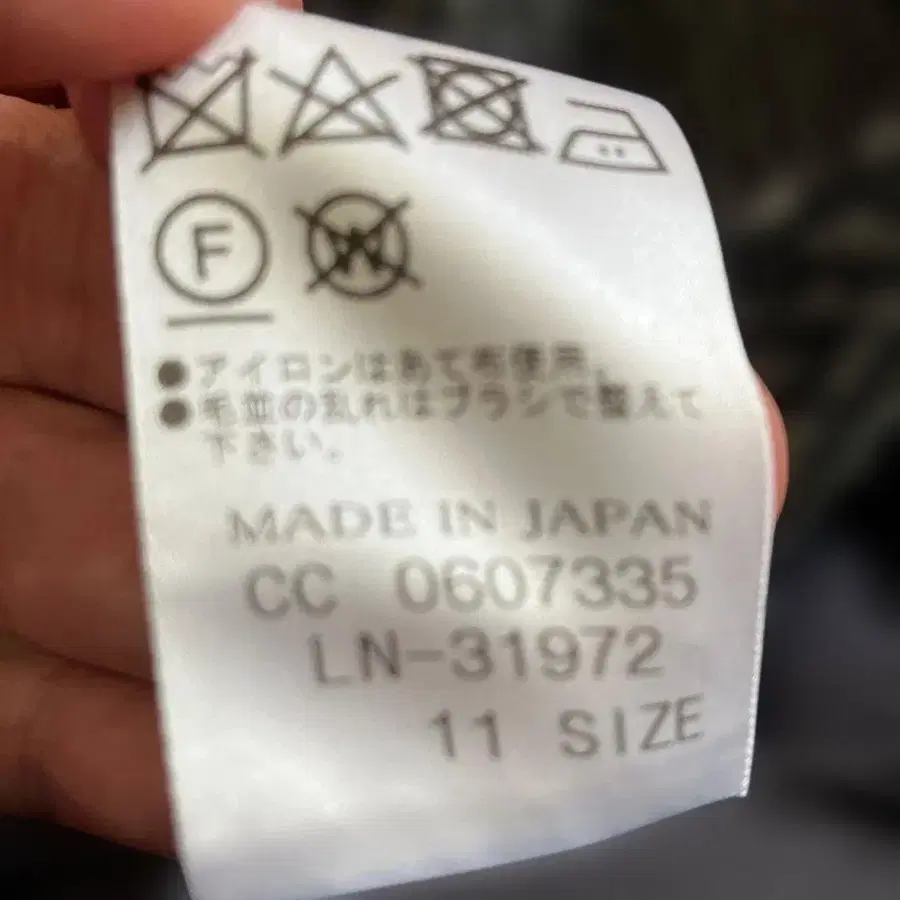 F W
●アイロンはあて布使用。
●毛並の乱れはブラシで整えて
下さい。
MADE IN JAPAN
CC 0607335
LN-31972
11 SIZE